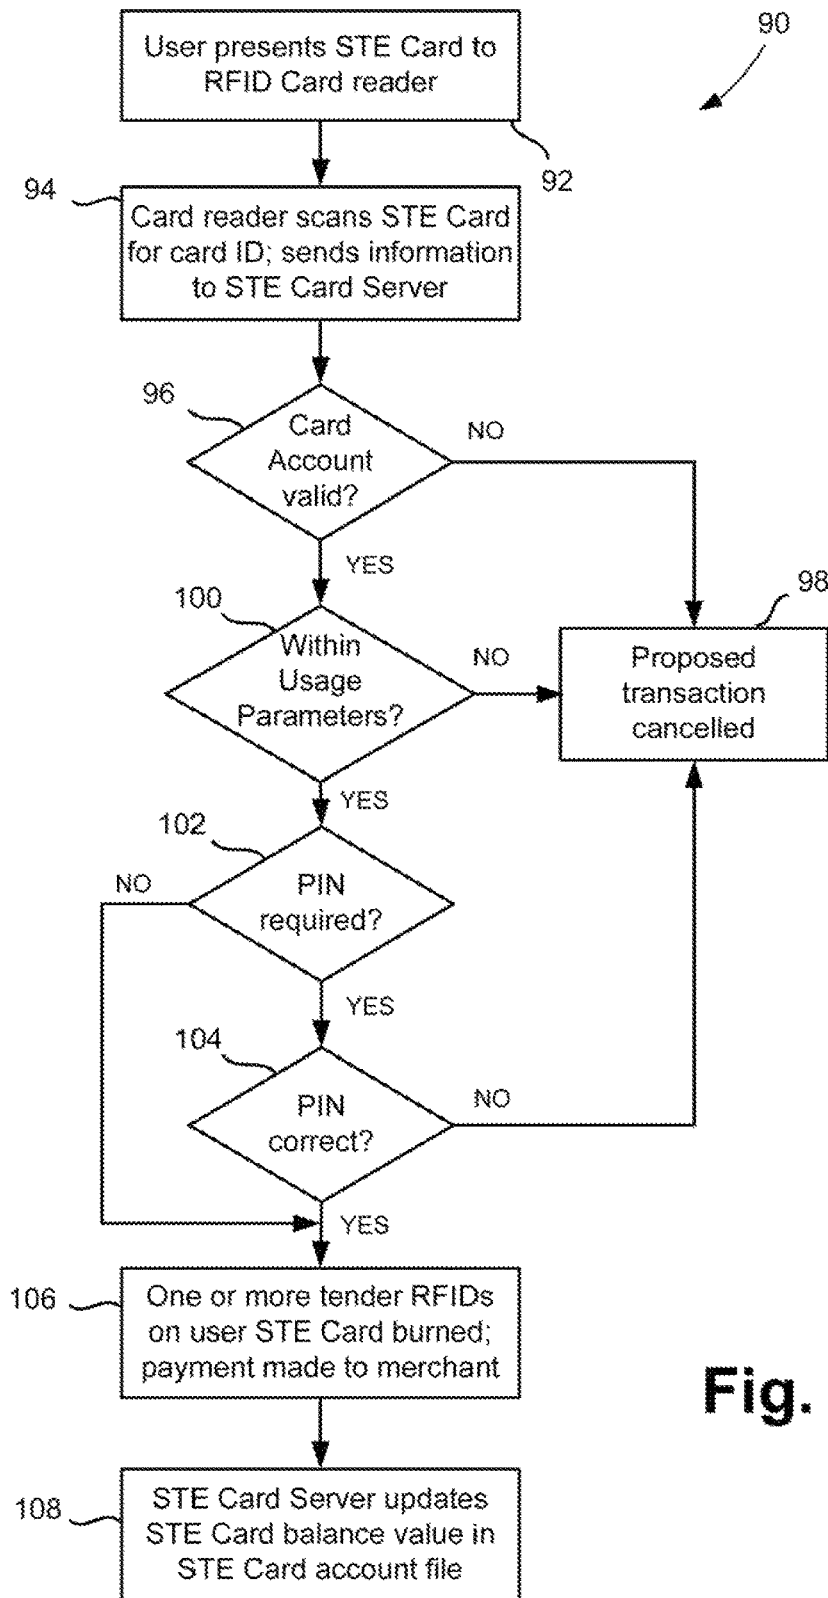 90
User presents STE Card to
RFID Card reader
92
94
Card reader scans STE Card
for card ID; sends information
to STE Card Server
96
Card
Account
valid?
NO
YES
98
100
Within
Usage
Parameters?
NO
Proposed
transaction
cancelled
YES
102
NO
PIN
required?
YES
104
PIN
correct?
NO
YES
106
One or more tender RFIDs
on user STE Card burned;
payment made to merchant
Fig.
108
STE Card Server updates
STE Card balance value in
STE Card account file